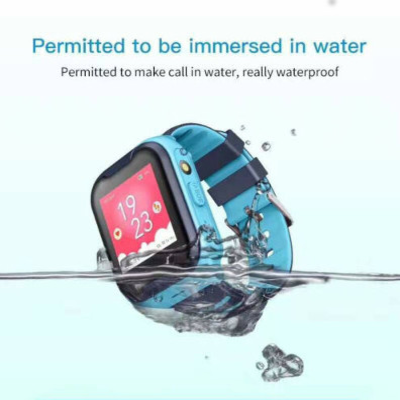 Permitted to be immersed in water
Permitted to make call in water, really waterproof
19
23